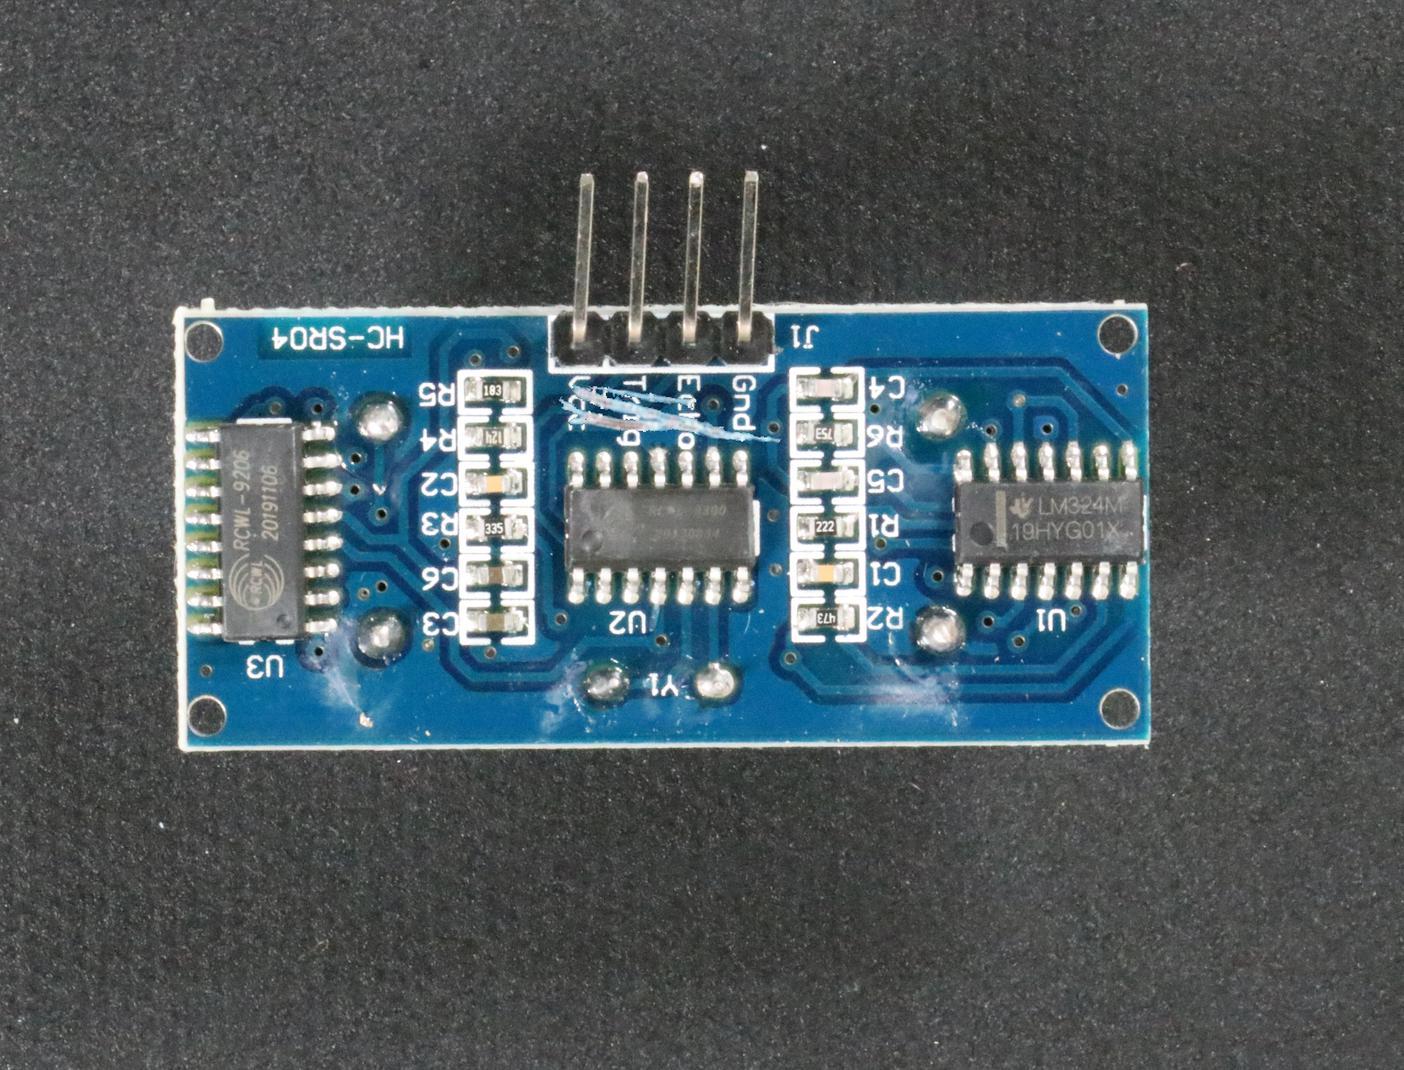 HC-SR04
J1
Trig
Echo
Gnd
R5
183
R4
124
C2
R3
335
C6
C3
C4
R6
753
C5
R1
222
C1
R2
473
RCWL-9206
20191106
RCWL
U3
U2
Y1
LM324M
19HYG01X
U1